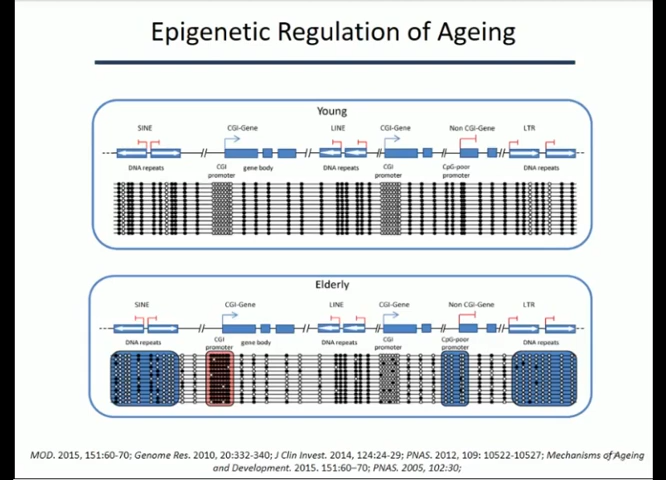 Epigenetic Regulation of Ageing
Young
SINE CGI-Gene LINE CGI-Gene Non CGI-Gene LTR
DNA repeats CGI promoter gene body DNA repeats CGI promoter CpG-poor promoter DNA repeats
Elderly
SINE CGI-Gene LINE CGI-Gene Non CGI-Gene LTR
DNA repeats CGI promoter gene body DNA repeats CGI promoter CpG-poor promoter DNA repeats
MOD. 2015, 151:60-70; Genome Res. 2010, 20:332-340; J Clin Invest. 2014, 124:24-29; PNAS. 2012, 109: 10522-10527; Mechanisms of Ageing
and Development. 2015. 151:60–70; PNAS. 2005, 102:30;